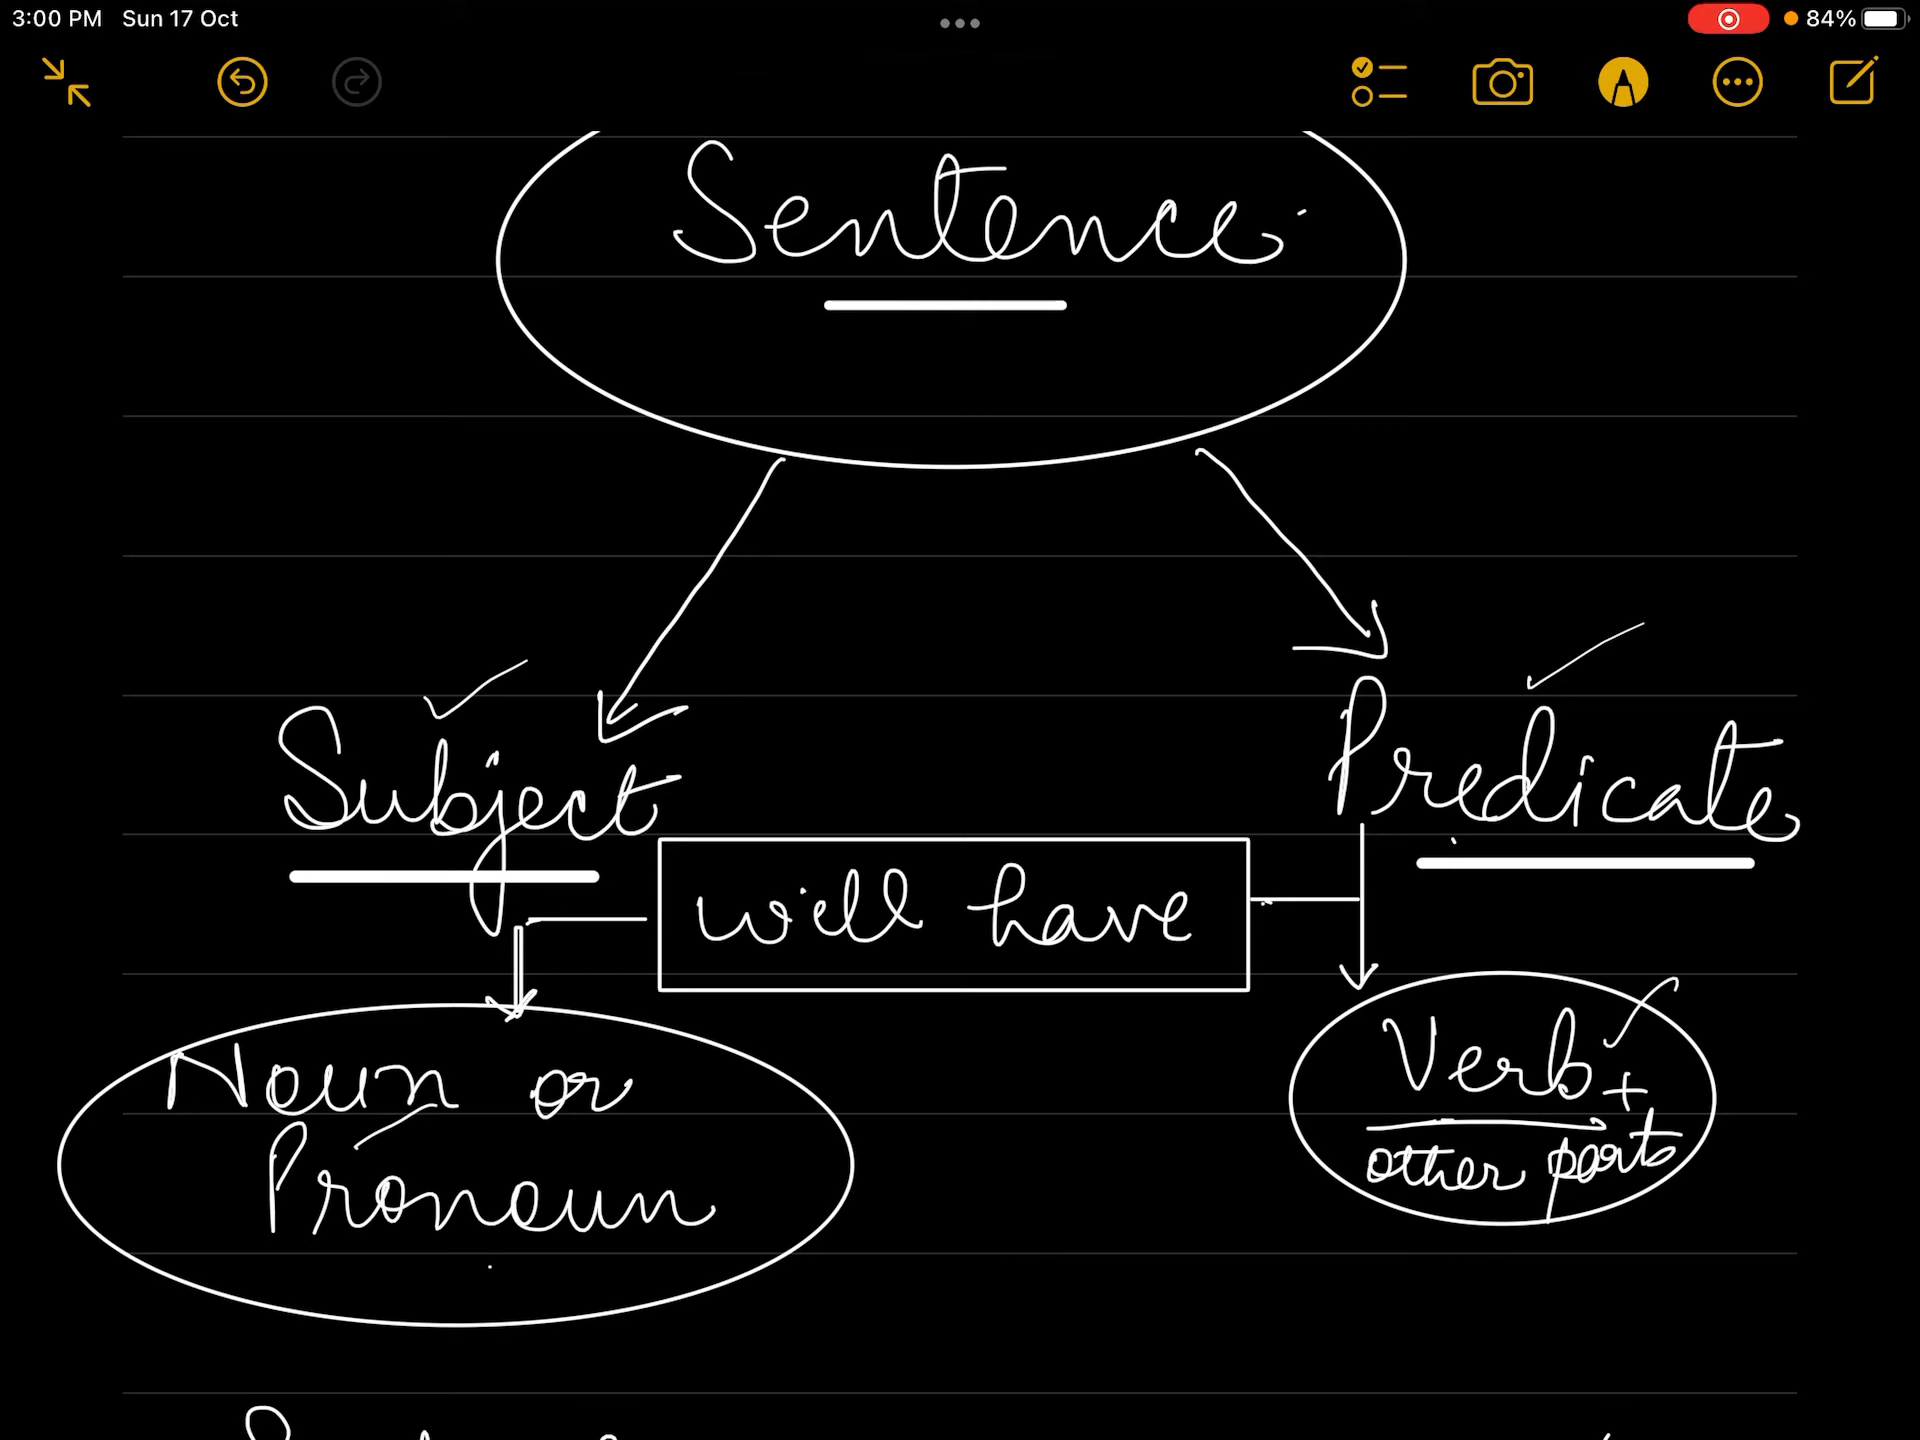 3:00 PM Sun 17 Oct
84%
Sentence
Subject
Predicate
will have
Noun or
Pronoun
Verb +
other parts